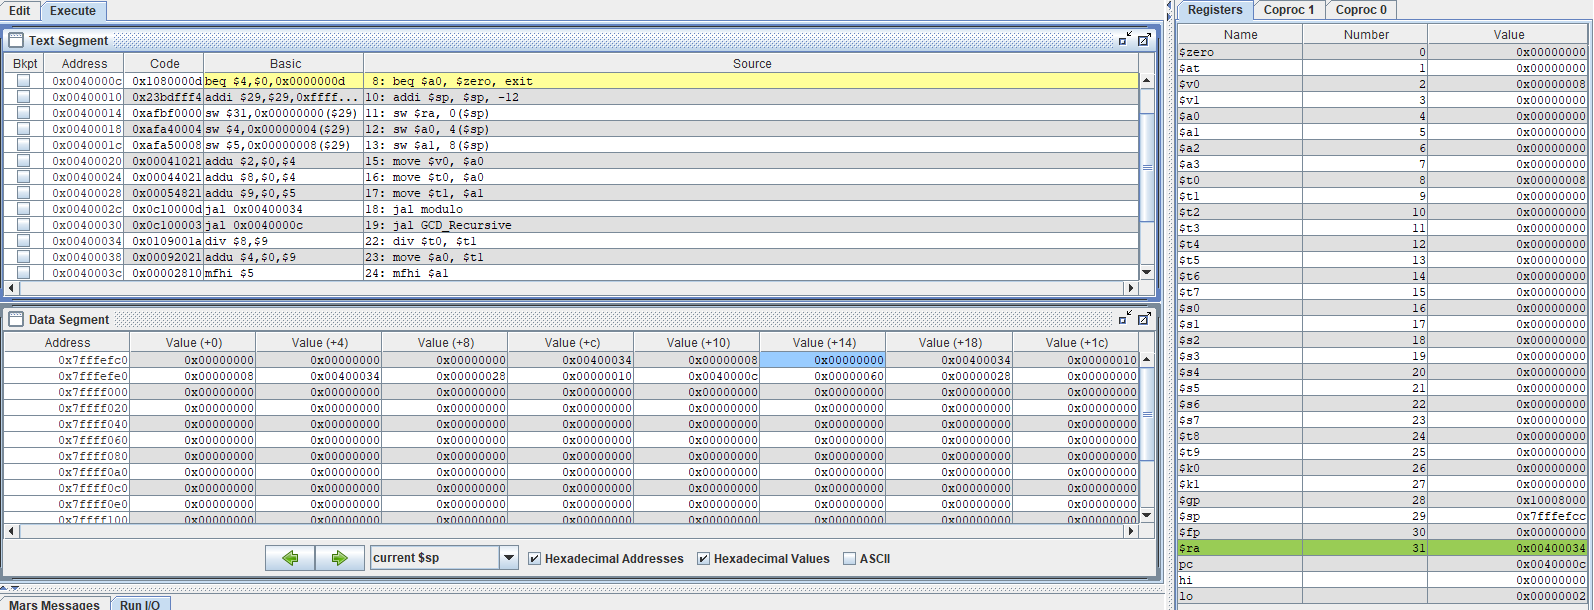 Edit Execute
Text Segment
Bkpt Address Code Basic Source
0x0040000c 0x1080000d beq $4,$0,0x0000000d 8: beq $a0, $zero, exit
0x00400010 0x23bdfff4 addi $29,$29,0xffff... 10: addi $sp, $sp, -12
0x00400014 0xafbf0000 sw $31,0x00000000($29) 11: sw $ra, 0($sp)
0x00400018 0xafa40004 sw $4,0x00000004($29) 12: sw $a0, 4($sp)
0x0040001c 0xafa50008 sw $5,0x00000008($29) 13: sw $a1, 8($sp)
0x00400020 0x00041021 addu $2,$0,$4 15: move $v0, $a0
0x00400024 0x00044021 addu $8,$0,$4 16: move $t0, $a0
0x00400028 0x00054821 addu $9,$0,$5 17: move $t1, $a1
0x0040002c 0x0c10000d jal 0x00400034 18: jal modulo
0x00400030 0x0c100003 jal 0x0040000c 19: jal GCD_Recursive
0x00400034 0x0109001a div $8,$9 22: div $t0, $t1
0x00400038 0x00092021 addu $4,$0,$9 23: move $a0, $t1
0x0040003c 0x00002810 mfhi $5 24: mfhi $a1
Data Segment
Address Value (+0) Value (+4) Value (+8) Value (+c) Value (+10) Value (+14) Value (+18) Value (+1c)
0x7fffefc0 0x00000000 0x00000000 0x00000000 0x00400034 0x00000008 0x00000000 0x00400034 0x00000010
0x7fffefe0 0x00000008 0x00400034 0x00000028 0x00000010 0x0040000c 0x00000060 0x00000028 0x00000000
0x7ffff000 0x00000000 0x00000000 0x00000000 0x00000000 0x00000000 0x00000000 0x00000000 0x00000000
0x7ffff020 0x00000000 0x00000000 0x00000000 0x00000000 0x00000000 0x00000000 0x00000000 0x00000000
0x7ffff040 0x00000000 0x00000000 0x00000000 0x00000000 0x00000000 0x00000000 0x00000000 0x00000000
0x7ffff060 0x00000000 0x00000000 0x00000000 0x00000000 0x00000000 0x00000000 0x00000000 0x00000000
0x7ffff080 0x00000000 0x00000000 0x00000000 0x00000000 0x00000000 0x00000000 0x00000000 0x00000000
0x7ffff0a0 0x00000000 0x00000000 0x00000000 0x00000000 0x00000000 0x00000000 0x00000000 0x00000000
0x7ffff0c0 0x00000000 0x00000000 0x00000000 0x00000000 0x00000000 0x00000000 0x00000000 0x00000000
0x7ffff0e0 0x00000000 0x00000000 0x00000000 0x00000000 0x00000000 0x00000000 0x00000000 0x00000000
0x7ffff100 0x00000000 0x00000000 0x00000000 0x00000000 0x00000000 0x00000000 0x00000000 0x00000000
current $sp Hexadecimal Addresses Hexadecimal Values ASCII
Mars Messages Run I/O
Registers Coproc 1 Coproc 0
Name Number Value
$zero 0 0x00000000
$at 1 0x00000000
$v0 2 0x00000008
$v1 3 0x00000000
$a0 4 0x00000000
$a1 5 0x00000000
$a2 6 0x00000000
$a3 7 0x00000000
$t0 8 0x00000008
$t1 9 0x00000000
$t2 10 0x00000000
$t3 11 0x00000000
$t4 12 0x00000000
$t5 13 0x00000000
$t6 14 0x00000000
$t7 15 0x00000000
$s0 16 0x00000000
$s1 17 0x00000000
$s2 18 0x00000000
$s3 19 0x00000000
$s4 20 0x00000000
$s5 21 0x00000000
$s6 22 0x00000000
$s7 23 0x00000000
$t8 24 0x00000000
$t9 25 0x00000000
$k0 26 0x00000000
$k1 27 0x00000000
$gp 28 0x10008000
$sp 29 0x7fffefcc
$fp 30 0x00000000
$ra 31 0x00400034
pc 0x0040000c
hi 0x00000000
lo 0x00000002